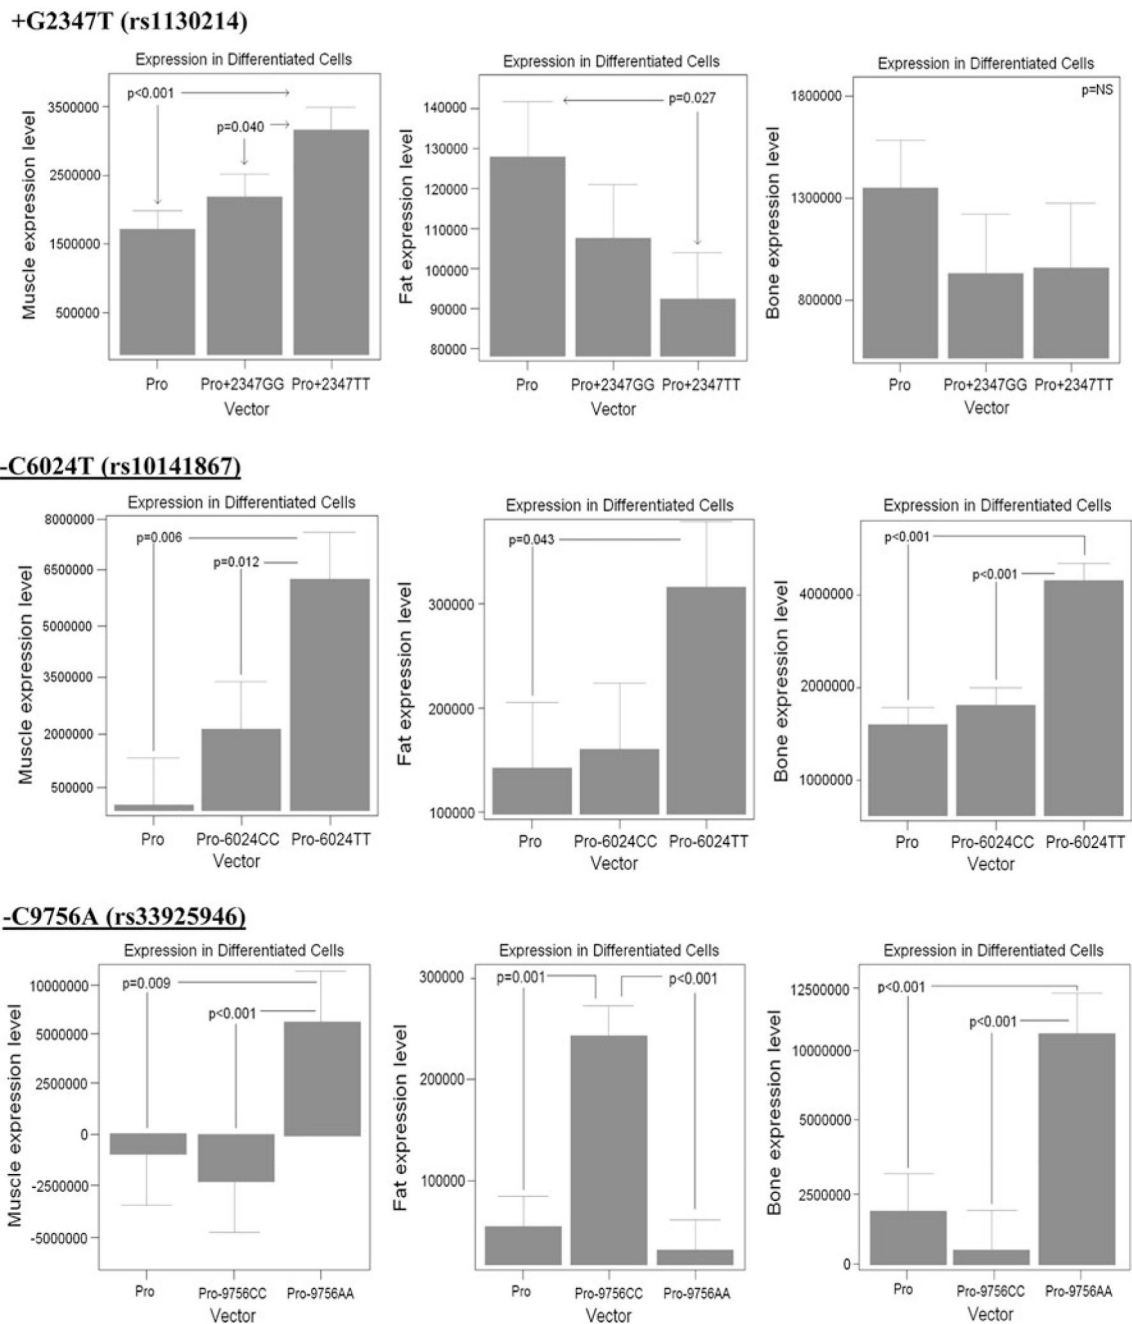 +G2347T (rs1130214)
Expression in Differentiated Cells
Muscle expression level
3500000
2500000
1500000
500000
p<0.001
p=0.040
Pro
Pro+2347GG
Pro+2347TT
Vector
Expression in Differentiated Cells
Fat expression level
140000
130000
120000
110000
100000
90000
80000
p=0.027
Pro
Pro+2347GG
Pro+2347TT
Vector
Expression in Differentiated Cells
Bone expression level
1800000
1300000
800000
p=NS
Pro
Pro+2347GG
Pro+2347TT
Vector
-C6024T (rs10141867)
Expression in Differentiated Cells
Muscle expression level
8000000
6500000
5000000
3500000
2000000
500000
p=0.006
p=0.012
Pro
Pro-6024CC
Pro-6024TT
Vector
Expression in Differentiated Cells
Fat expression level
300000
200000
100000
p=0.043
Pro
Pro-6024CC
Pro-6024TT
Vector
Expression in Differentiated Cells
Bone expression level
4000000
2000000
1000000
p<0.001
p<0.001
Pro
Pro-6024CC
Pro-6024TT
Vector
-C9756A (rs33925946)
Expression in Differentiated Cells
Muscle expression level
10000000
5000000
2500000
0
-2500000
-5000000
p=0.009
p<0.001
Pro
Pro-9756CC
Pro-9756AA
Vector
Expression in Differentiated Cells
Fat expression level
300000
200000
100000
p=0.001
p<0.001
Pro
Pro-9756CC
Pro-9756AA
Vector
Expression in Differentiated Cells
Bone expression level
12500000
10000000
5000000
2500000
0
p<0.001
p<0.001
Pro
Pro-9756CC
Pro-9756AA
Vector